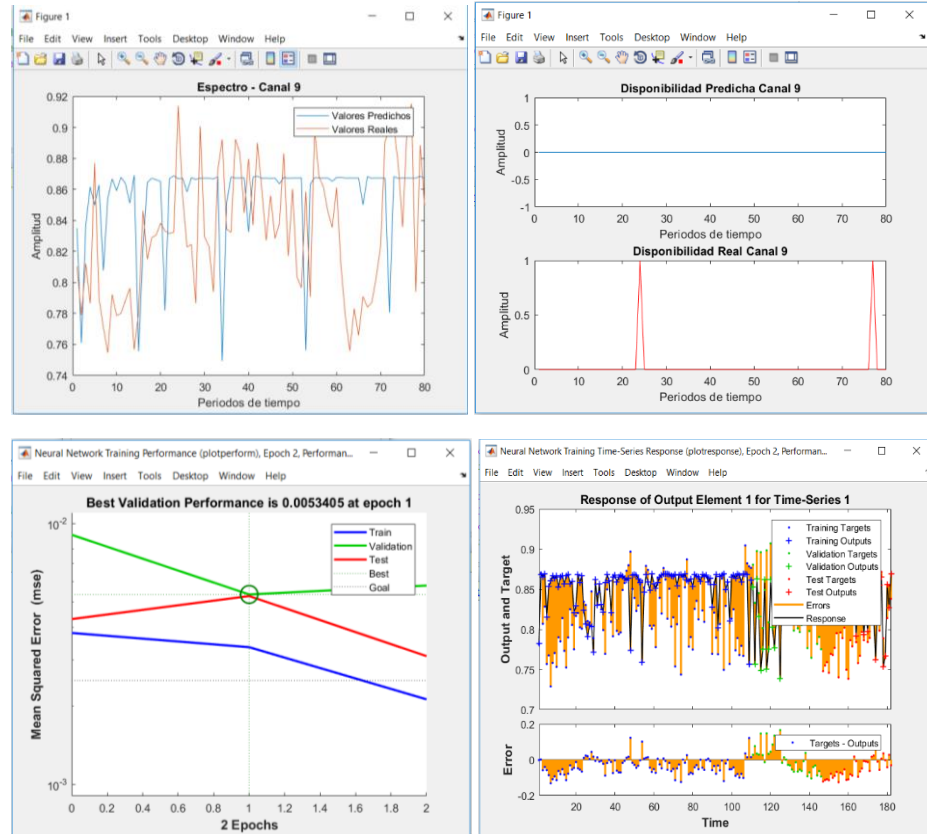 Figure 1
File Edit View Insert Tools Desktop Window Help
Espectro - Canal 9
Valores Predichos
Valores Reales
Amplitud
0.92
0.9
0.88
0.86
0.84
0.82
0.8
0.78
0.76
0.74
0 10 20 30 40 50 60 70 80
Periodos de tiempo
Figure 1
File Edit View Insert Tools Desktop Window Help
Disponibilidad Predicha Canal 9
Amplitud
1
0.5
0
-0.5
-1
0 20 40 60 80
Periodos de tiempo
Disponibilidad Real Canal 9
Amplitud
1
0.5
0
0 20 40 60 80
Periodos de tiempo
Neural Network Training Performance (plotperform), Epoch 2, Performan...
File Edit View Insert Tools Desktop Window Help
Best Validation Performance is 0.0053405 at epoch 1
Train
Validation
Test
Best
Goal
Mean Squared Error (mse)
10-2
10-3
0 0.2 0.4 0.6 0.8 1 1.2 1.4 1.6 1.8 2
2 Epochs
Neural Network Training Time-Series Response (plotresponse), Epoch 2, Performan...
File Edit View Insert Tools Desktop Window Help
Response of Output Element 1 for Time-Series 1
Training Targets
Training Outputs
Validation Targets
Validation Outputs
Test Targets
Test Outputs
Errors
Response
Output and Target
0.95
0.9
0.85
0.8
0.75
0.7
Targets - Outputs
Error
0.2
0
-0.2
20 40 60 80 100 120 140 160 180
Time